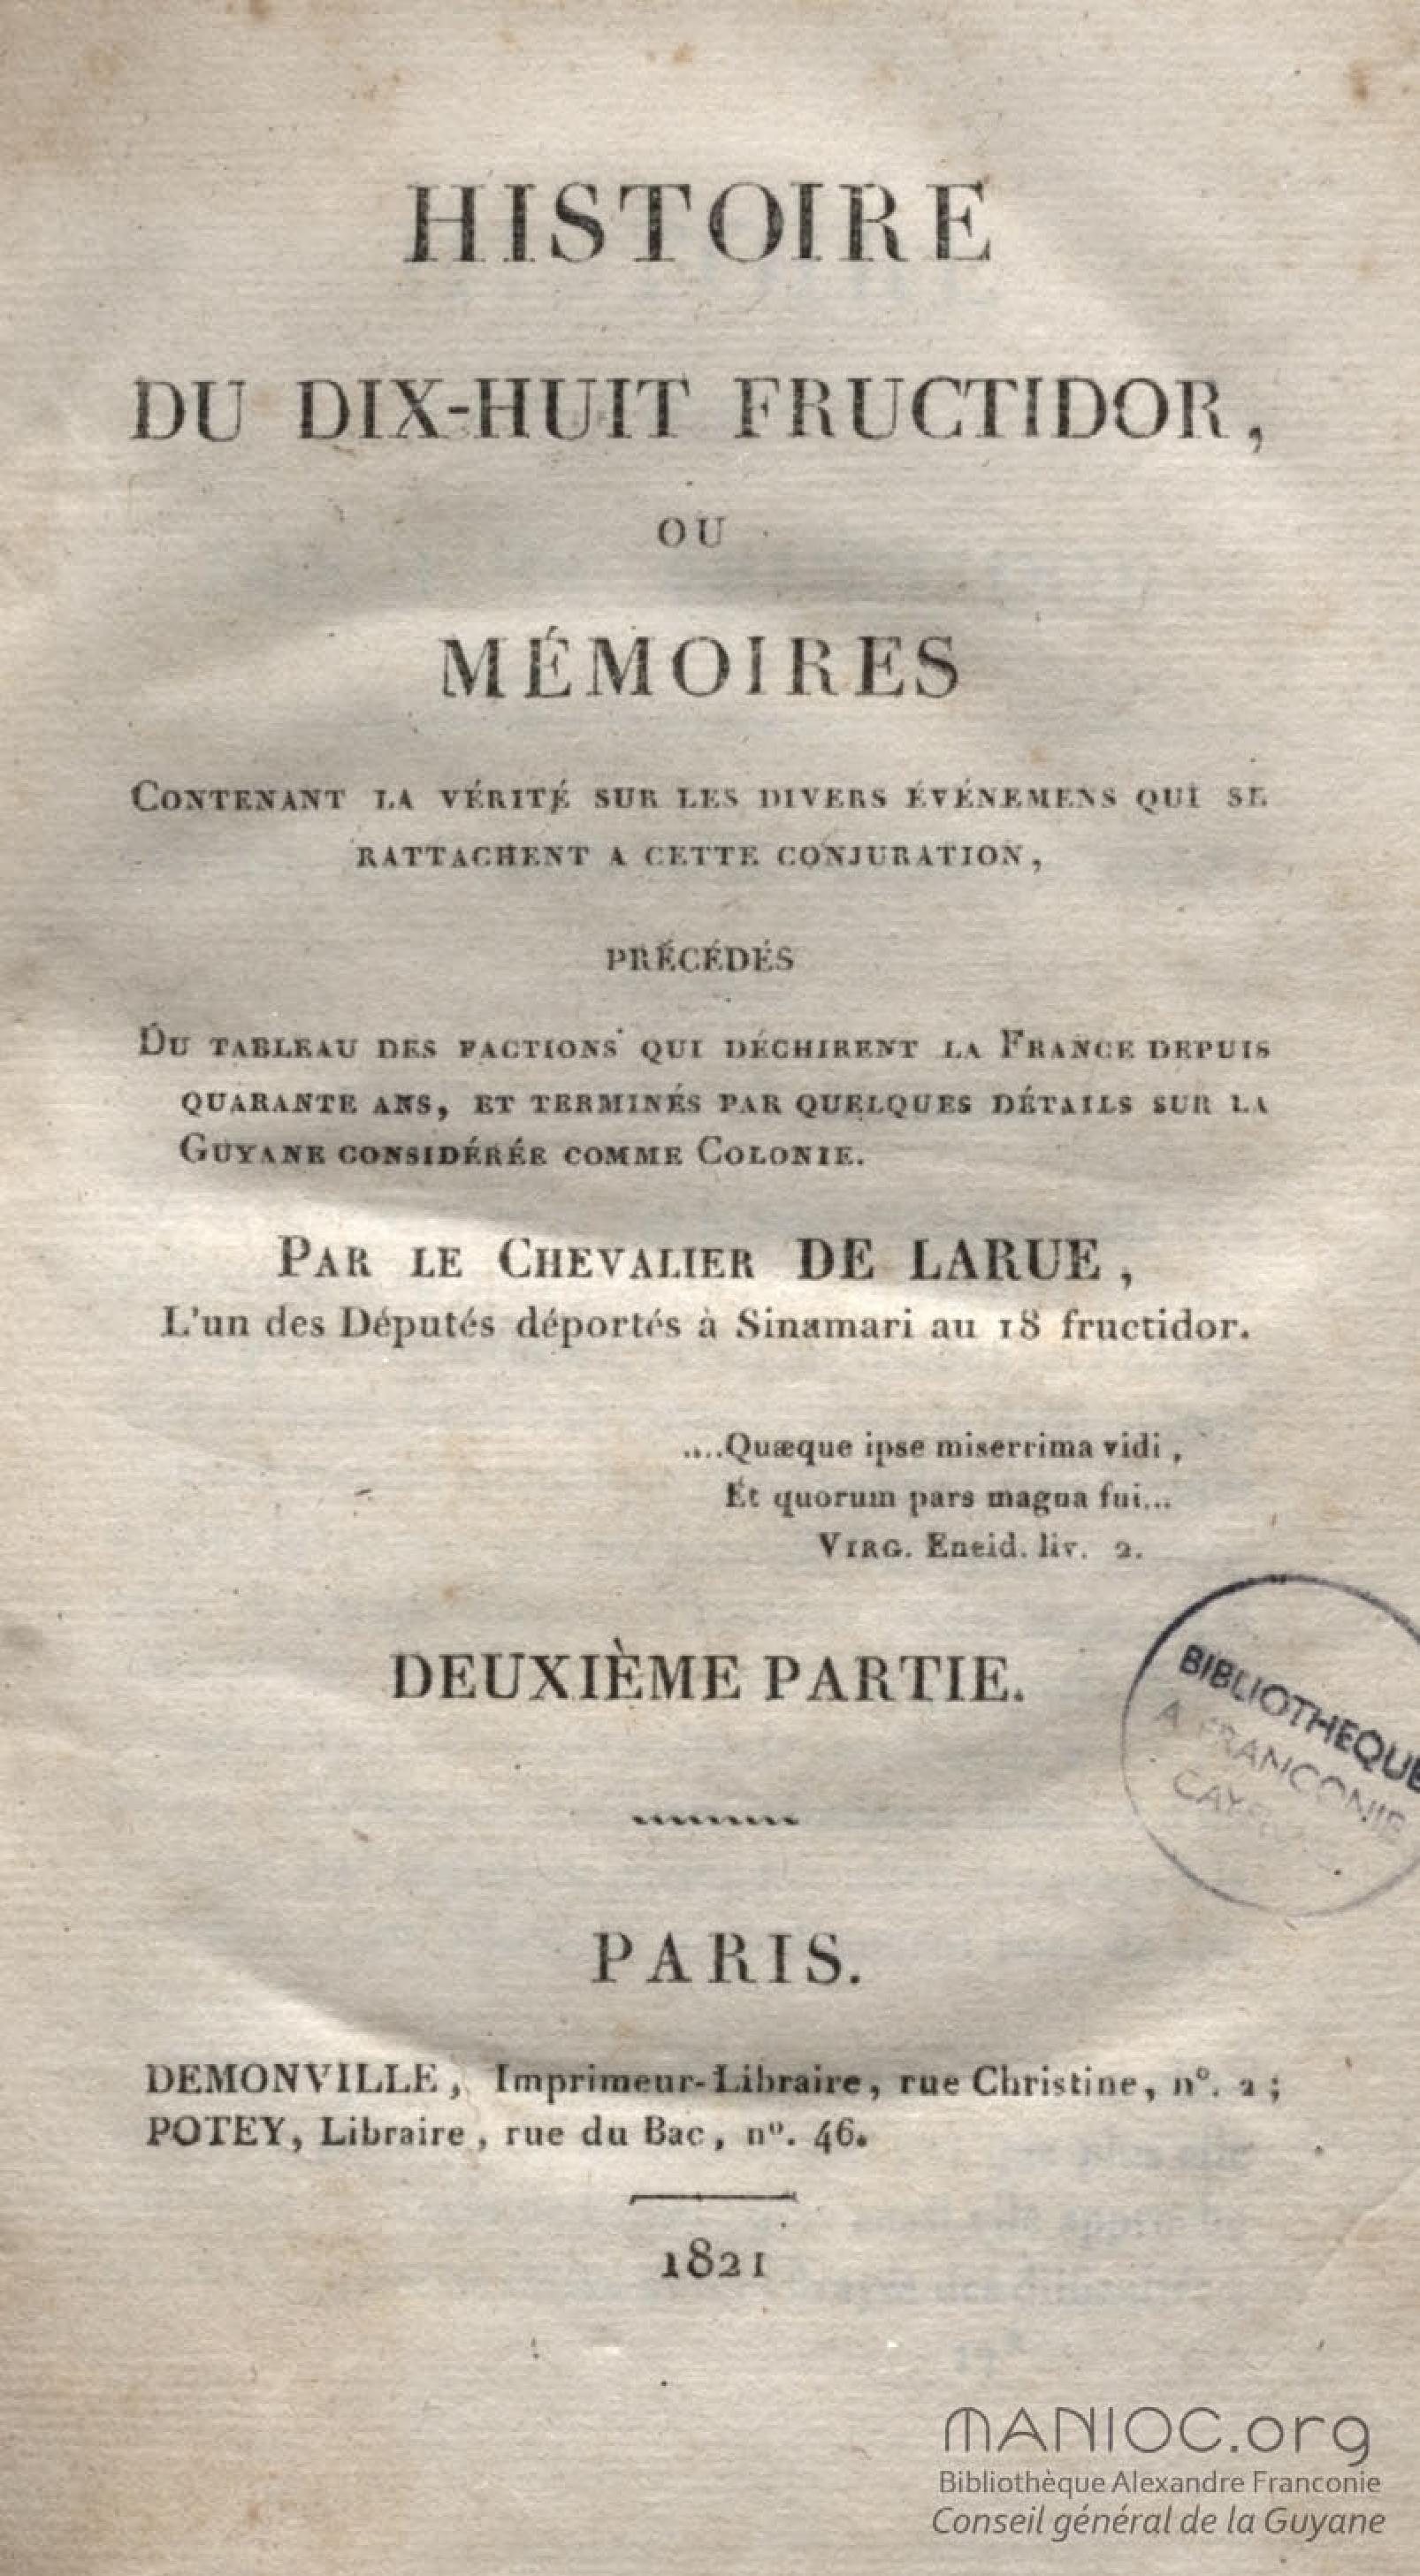 HISTOIRE
DU DIX-HUIT FRUCTIDOR,
OU
MÉMOIRES
CONTENANT LA VÉRITÉ SUR LES DIVERS ÉVÉNEMENS QUI SE
RATTACHENT A CETTE CONJURATION,
PRÉCÉDÉS
DU TABLEAU DES FACTIONS QUI DÉCHIRENT LA FRANCE DEPUIS
QUARANTE ANS, ET TERMINÉS PAR QUELQUES DÉTAILS SUR LA
GUYANE CONSIDÉRÉE COMME COLONIE.
PAR LE CHEVALIER DE LARUE,
L'un des Députés déportés à Sinamari au 18 fructidor.
....Quæque ipse miserrima vidi,
Et quorum pars magna fui...
VIRG. Eneid. liv. 2.
DEUXIÈME PARTIE.
BIBLIOTHEQUE
A FRANCONIE
PARIS.
DEMONVILLE, Imprimeur-Libraire, rue Christine, n°. 2;
POTEY, Libraire, rue du Bac, n°. 46.
1821
MANIOC.org
Bibliothèque Alexandre Franconie
Conseil général de la Guyane